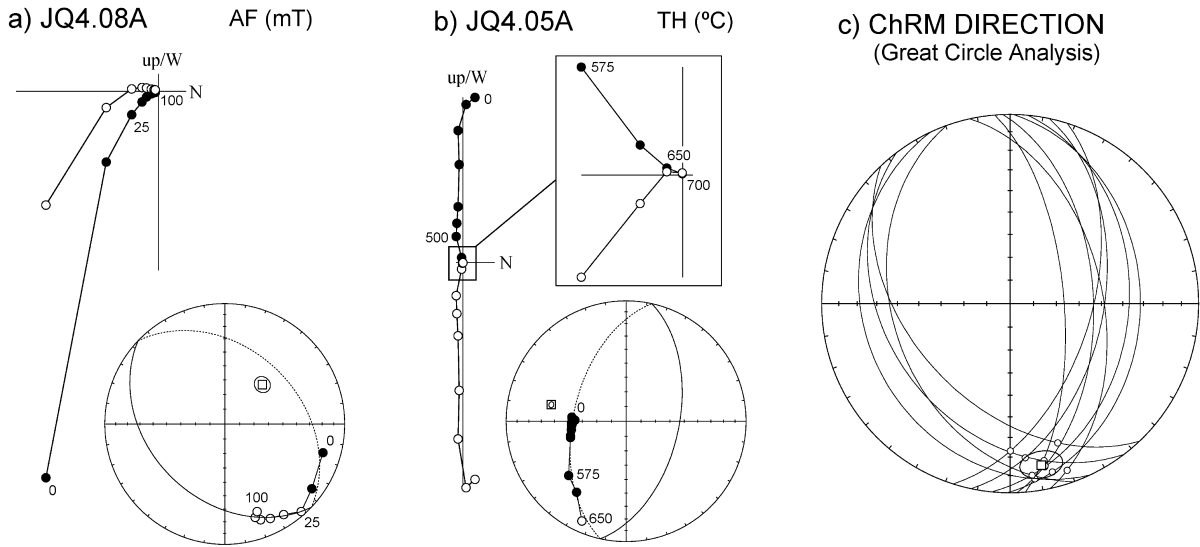 a) JQ4.08A AF (mT)
up/W
N
100
25
0
0
100
25
b) JQ4.05A TH (ºC)
up/W
0
500
N
575
650
700
0
575
650
c) ChRM DIRECTION
(Great Circle Analysis)